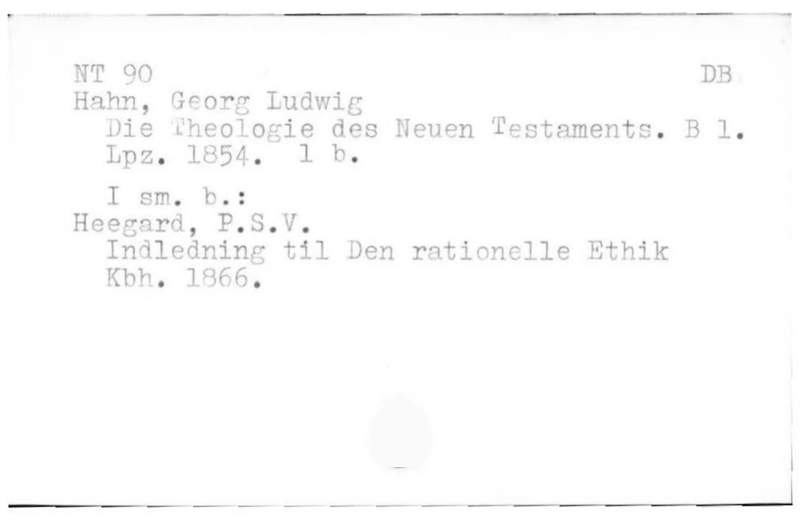 NT 90 DB
Hahn, Georg Ludwig
Die Theologie des Neuen Testaments. B 1.
Lpz. 1854. 1 b.
I sm. b.:
Heegard, P.S.V.
Indledning til Den rationelle Ethik
Kbh. 1866.